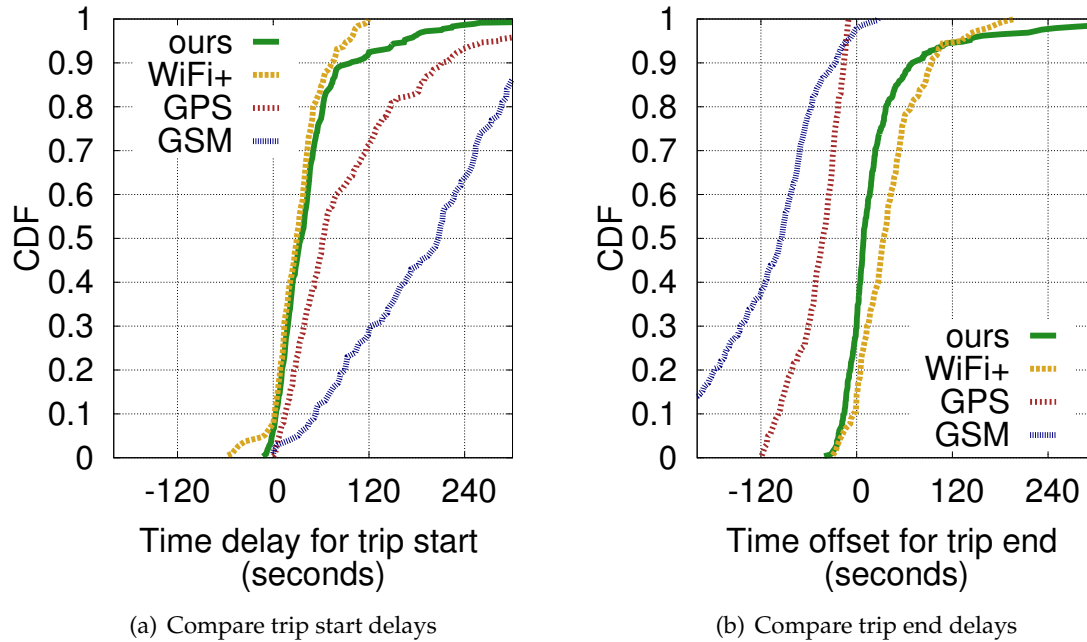 1
0.9
0.8
0.7
0.6
0.5
0.4
0.3
0.2
0.1
0
CDF
ours
WiFi+
GPS
GSM
-120 0 120 240
Time delay for trip start
(seconds)
(a) Compare trip start delays
1
0.9
0.8
0.7
0.6
0.5
0.4
0.3
0.2
0.1
0
CDF
ours
WiFi+
GPS
GSM
-120 0 120 240
Time offset for trip end
(seconds)
(b) Compare trip end delays